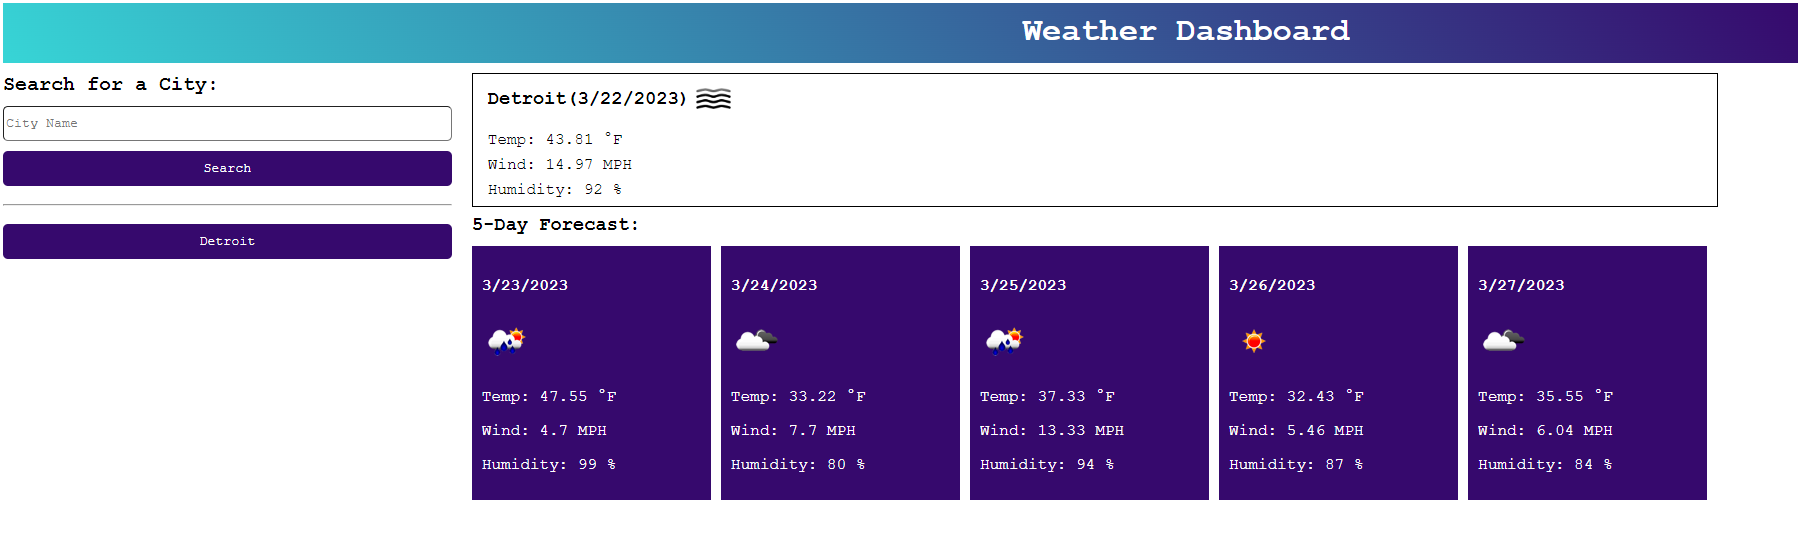 Weather Dashboard
Search for a City:
City Name
Search
Detroit
Detroit(3/22/2023)
Temp: 43.81 °F
Wind: 14.97 MPH
Humidity: 92 %
5-Day Forecast:
3/23/2023
Temp: 47.55 °F
Wind: 4.7 MPH
Humidity: 99 %
3/24/2023
Temp: 33.22 °F
Wind: 7.7 MPH
Humidity: 80 %
3/25/2023
Temp: 37.33 °F
Wind: 13.33 MPH
Humidity: 94 %
3/26/2023
Temp: 32.43 °F
Wind: 5.46 MPH
Humidity: 87 %
3/27/2023
Temp: 35.55 °F
Wind: 6.04 MPH
Humidity: 84 %